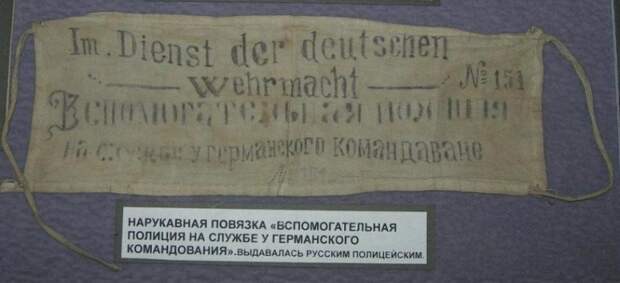 Im. Dienst der deutschen
Wehrmacht № 151
Вспомогательная полиция
на службе у германского командаване
НАРУКАВНАЯ ПОВЯЗКА «ВСПОМОГАТЕЛЬНАЯ
ПОЛИЦИЯ НА СЛУЖБЕ У ГЕРМАНСКОГО
КОМАНДОВАНИЯ».ВЫДАВАЛАСЬ РУССКИМ ПОЛИЦЕЙСКИМ.